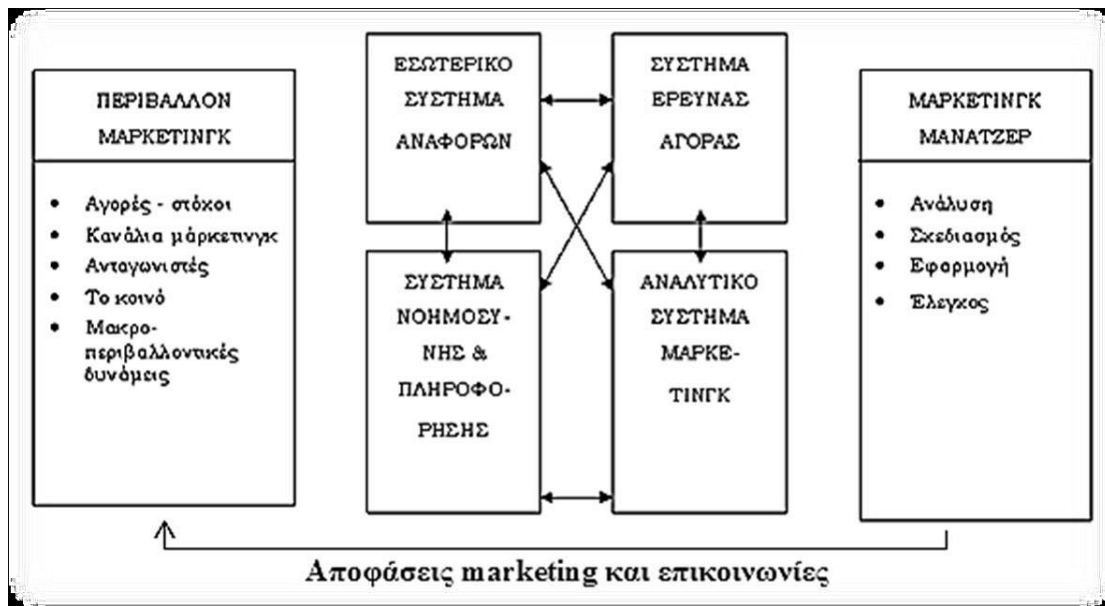 ΠΕΡΙΒΑΛΛΟΝ
ΜΑΡΚΕΤΙΝΓΚ
• Αγορές - στόχοι
• Κανάλια μάρκετινγκ
• Ανταγωνιστές
• Το κοινό
• Μακρο-
περιβαλλοντικές
δυνάμεις
ΕΣΩΤΕΡΙΚΟ
ΣΥΣΤΗΜΑ
ΑΝΑΦΟΡΩΝ
ΣΥΣΤΗΜΑ
ΕΡΕΥΝΑΣ
ΑΓΟΡΑΣ
ΣΥΣΤΗΜΑ
ΝΟΗΜΟΣΥ-
ΝΗΣ &
ΠΛΗΡΟΦΟ-
ΡΗΣΗΣ
ΑΝΑΛΥΤΙΚΟ
ΣΥΣΤΗΜΑ
ΜΑΡΚΕ-
ΤΙΝΓΚ
ΜΑΡΚΕΤΙΝΓΚ
ΜΑΝΑΤΖΕΡ
• Ανάλυση
• Σχεδιασμός
• Εφαρμογή
• Έλεγχος
Αποφάσεις marketing και επικοινωνίες